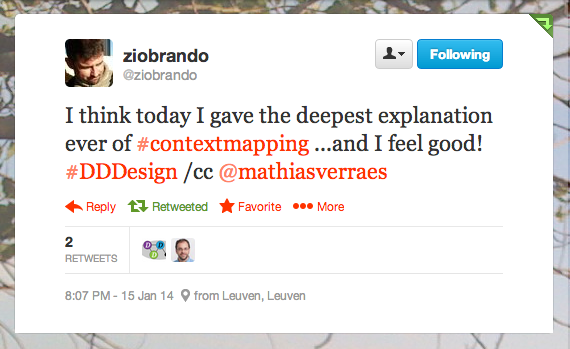 ziobrando
@ziobrando
Following
I think today I gave the deepest explanation
ever of #contextmapping ...and I feel good!
#DDDesign /cc @mathiasverraes
Reply Retweeted Favorite More
2
RETWEETS
D D D
8:07 PM - 15 Jan 14 from Leuven, Leuven